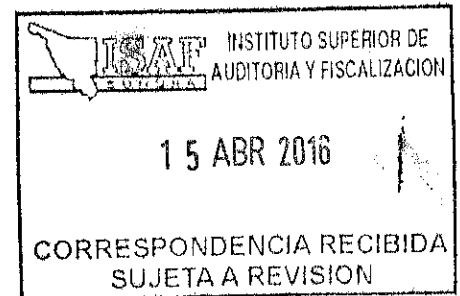 ISAF
SONORA
INSTITUTO SUPERIOR DE
AUDITORIA Y FISCALIZACION
15 ABR 2016
CORRESPONDENCIA RECIBIDA
SUJETA A REVISION